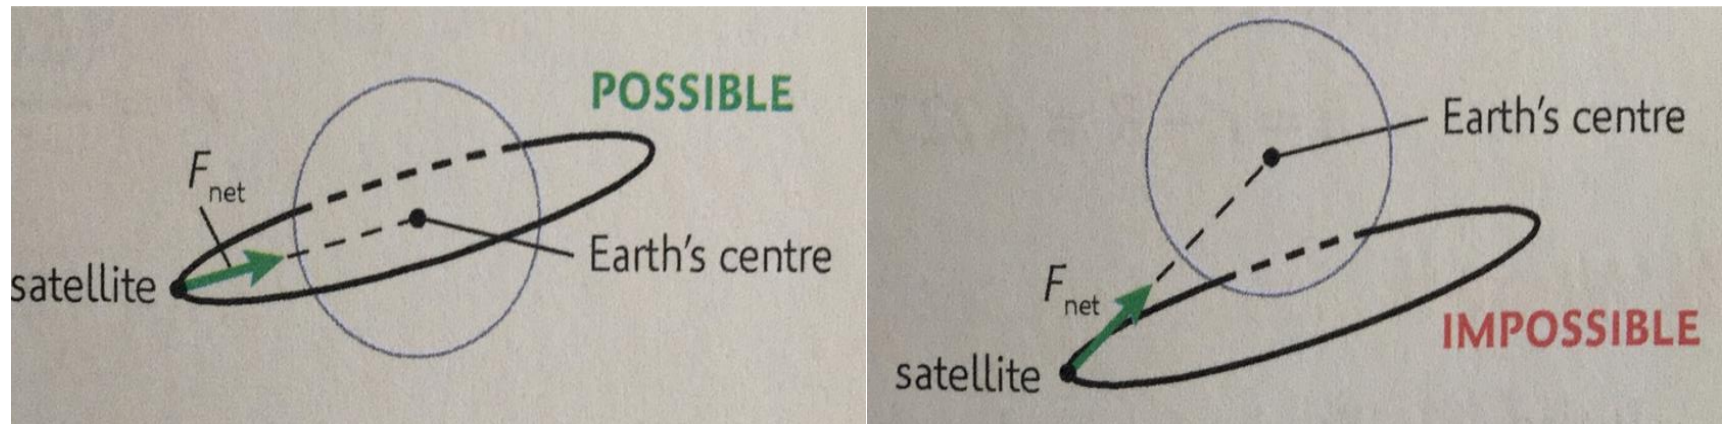 POSSIBLE
F net
Earth's centre
satellite
Earth's centre
F net
IMPOSSIBLE
satellite